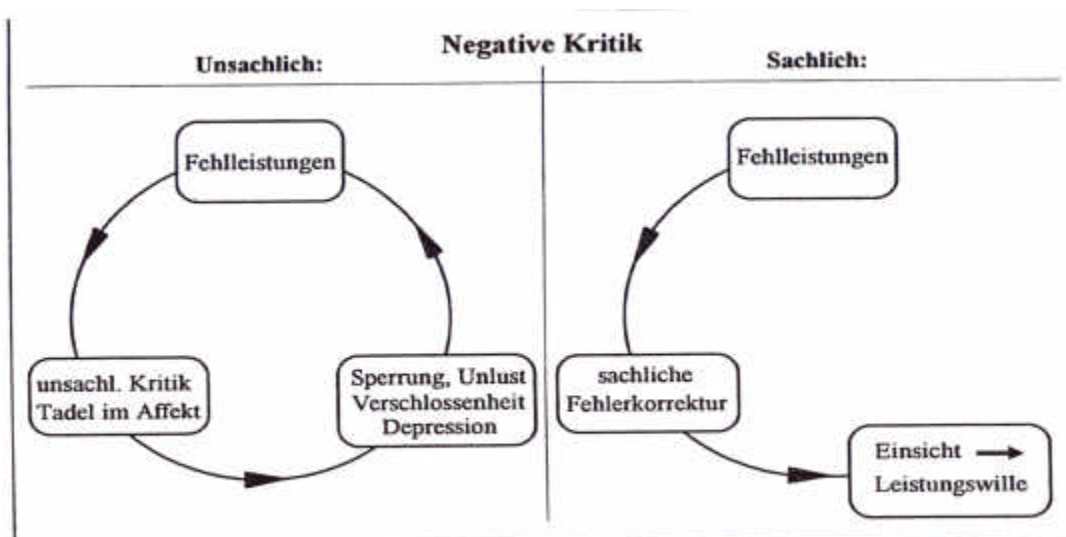 Negative Kritik
Unsachlich:
Fehlleistungen
unsachl. Kritik
Tadel im Affekt
Sperrung, Unlust
Verschlossenheit
Depression
Sachlich:
Fehlleistungen
sachliche
Fehlerkorrektur
Einsicht →
Leistungswille